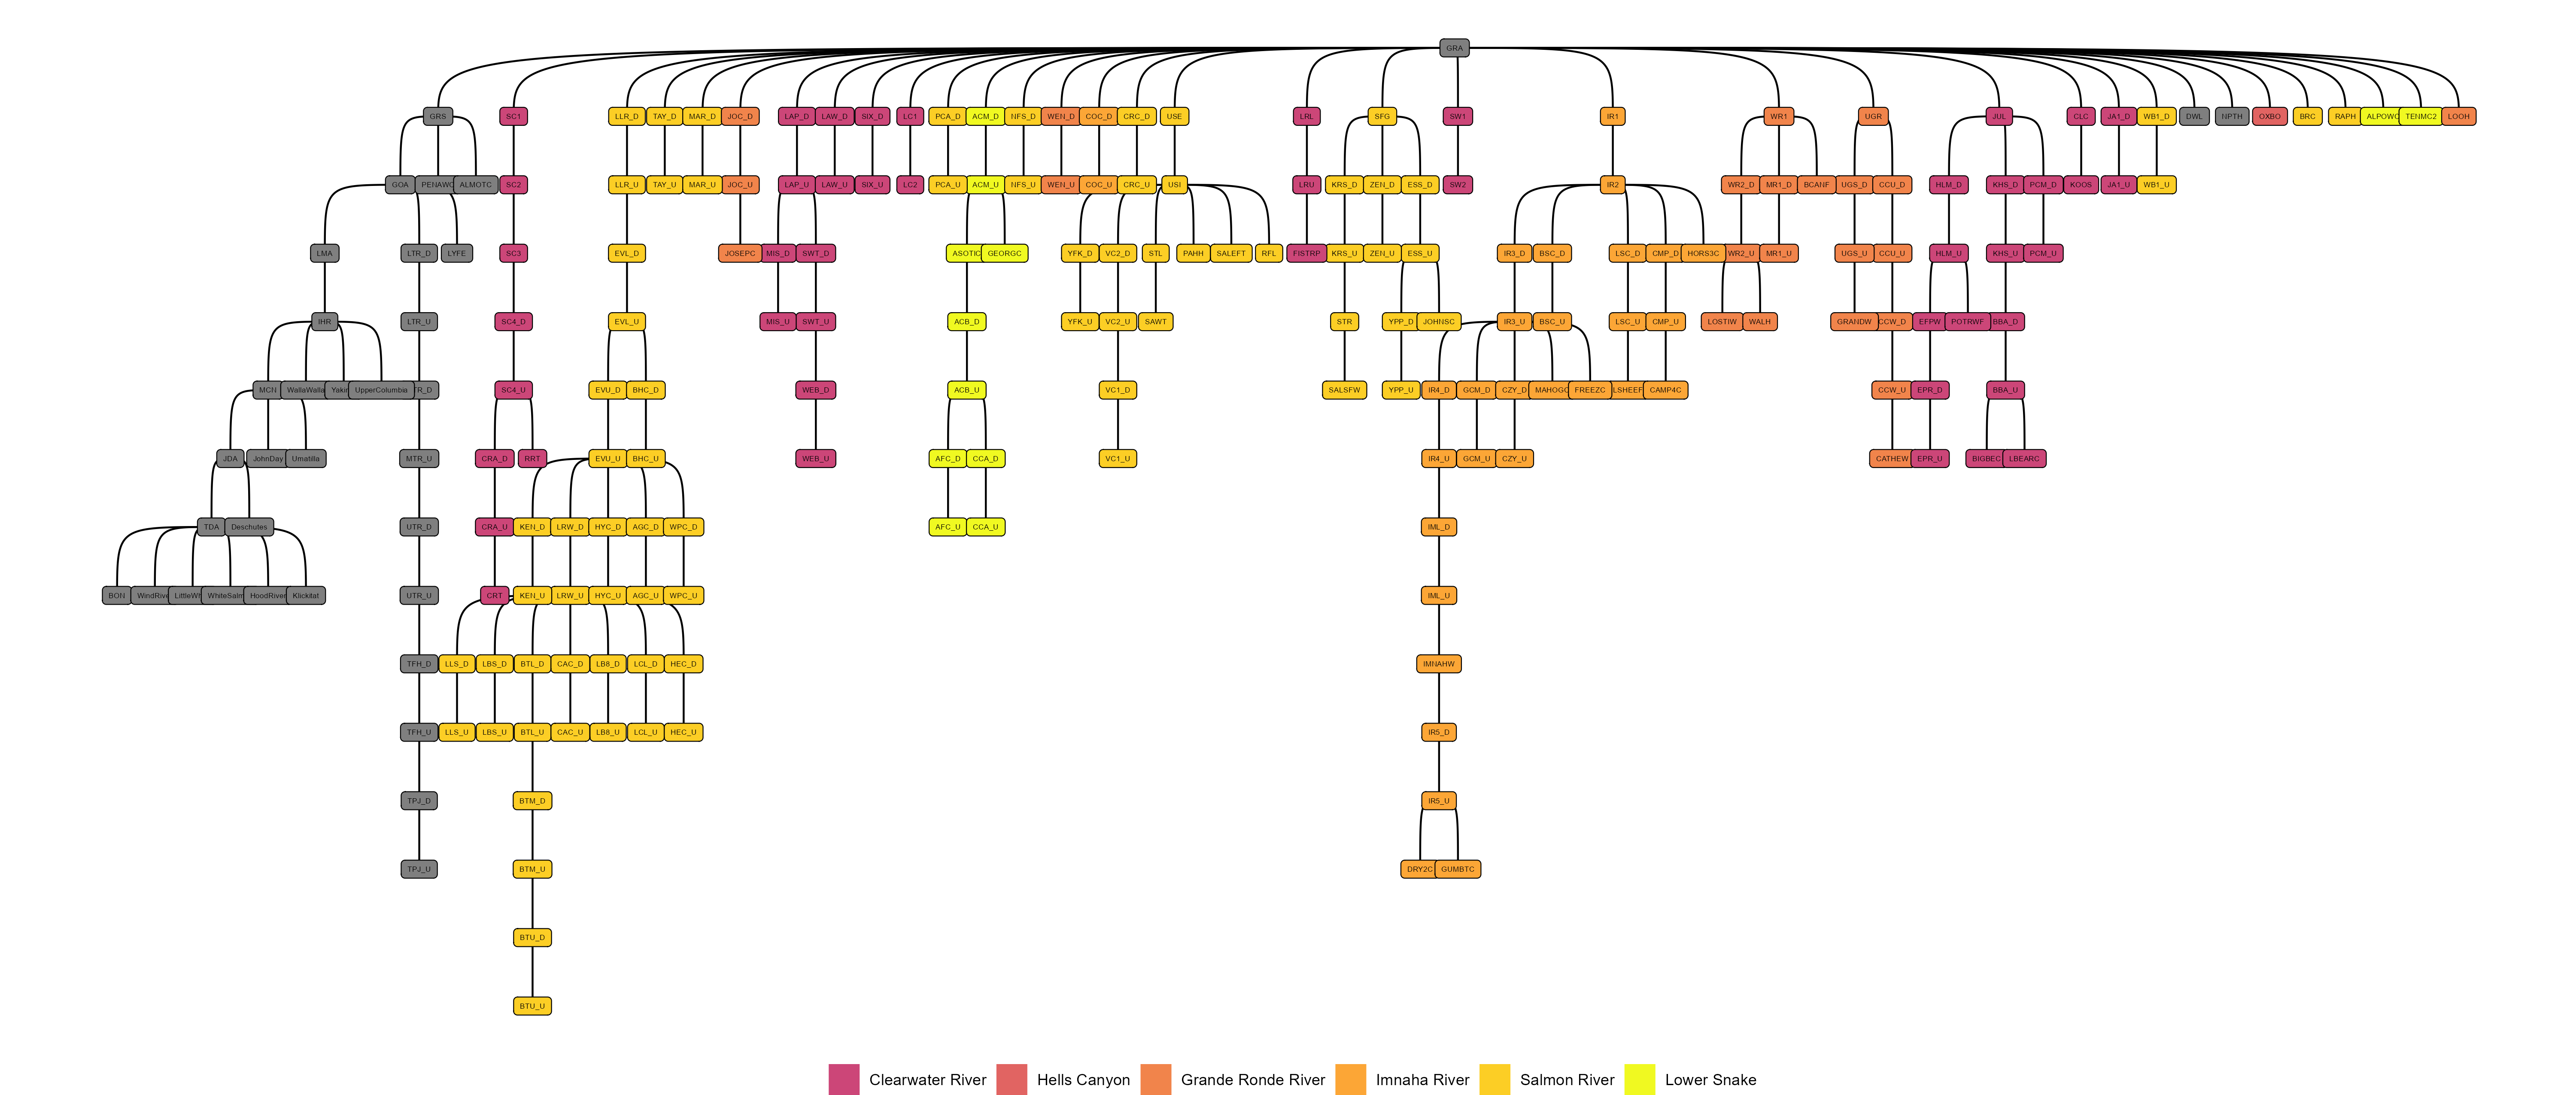 GRA
GRS SC1 LLR_D TAY_D MAR_D JOC_D LAP_D LAW_D SIX_D LC1 PCA_D ACM_D NFS_D WEN_D COC_D CRC_D USE LRL SFG SW1 IR1 WR1 UGR JUL CLC JA1_D WB1_D DWL NPTH OXBO BRC RAPH ALPOWC TENMC2 LOOH
GOA PENAWC ALMOTC SC2 LLR_U TAY_U MAR_U JOC_U LAP_U LAW_U SIX_U LC2 PCA_U ACM_U NFS_U WEN_U COC_U CRC_U USI LRU KRS_D ZEN_D ESS_D SW2 IR2 WR2_D MR1_D BCANF UGS_D CCU_D HLM_D KHS_D PCM_D KOOS JA1_U WB1_U
LMA LTR_D LYFE SC3 EVL_D JOSEPC MIS_D SWT_D ASOTIC GEORGC YFK_D VC2_D STL PAHH SALEFT RFL FISTRP KRS_U ZEN_U ESS_U IR3_D BSC_D LSC_D CMP_D HORS3C WR2_U MR1_U UGS_U CCU_U HLM_U KHS_U PCM_U
IHR LTR_U SC4_D EVL_U MIS_U SWT_U ACB_D YFK_U VC2_U SAWT STR YPP_D JOHNSC IR3_U BSC_U LSC_U CMP_U LOSTIW WALH GRANDW CCW_D EFPW POTRWF BBA_D
MCN WallaWalla UpperColumbia SC4_U EVU_D BHC_D WEB_D ACB_U VC1_D SALSFW YPP_U IR4_D GCM_D CZY_D MAHOGC FREEZC LSHEEF CAMP4C CCW_U EPR_D BBA_U
JDA JohnDay Umatilla MTR_U CRA_D RRT EVU_U BHC_U WEB_U AFC_D CCA_D VC1_U IR4_U GCM_U CZY_U CATHEW EPR_U BIGBEC LBEARC
TDA Deschutes UTR_D CRA_U KEN_D LRW_D HYC_D AGC_D WPC_D AFC_U CCA_U IML_D
BON HoodRiver Klickitat UTR_U CRT KEN_U LRW_U HYC_U AGC_U WPC_U IML_U
TFH_D LLS_D LBS_D BTL_D CAC_D LB8_D LCL_D HEC_D IMNAHW
TFH_U LLS_U LBS_U BTL_U CAC_U LB8_U LCL_U HEC_U IR5_D
TPJ_D BTM_D IR5_U
TPJ_U BTM_U DRY2C GUMBTC
BTU_D
BTU_U
Clearwater River Hells Canyon Grande Ronde River Imnaha River Salmon River Lower Snake